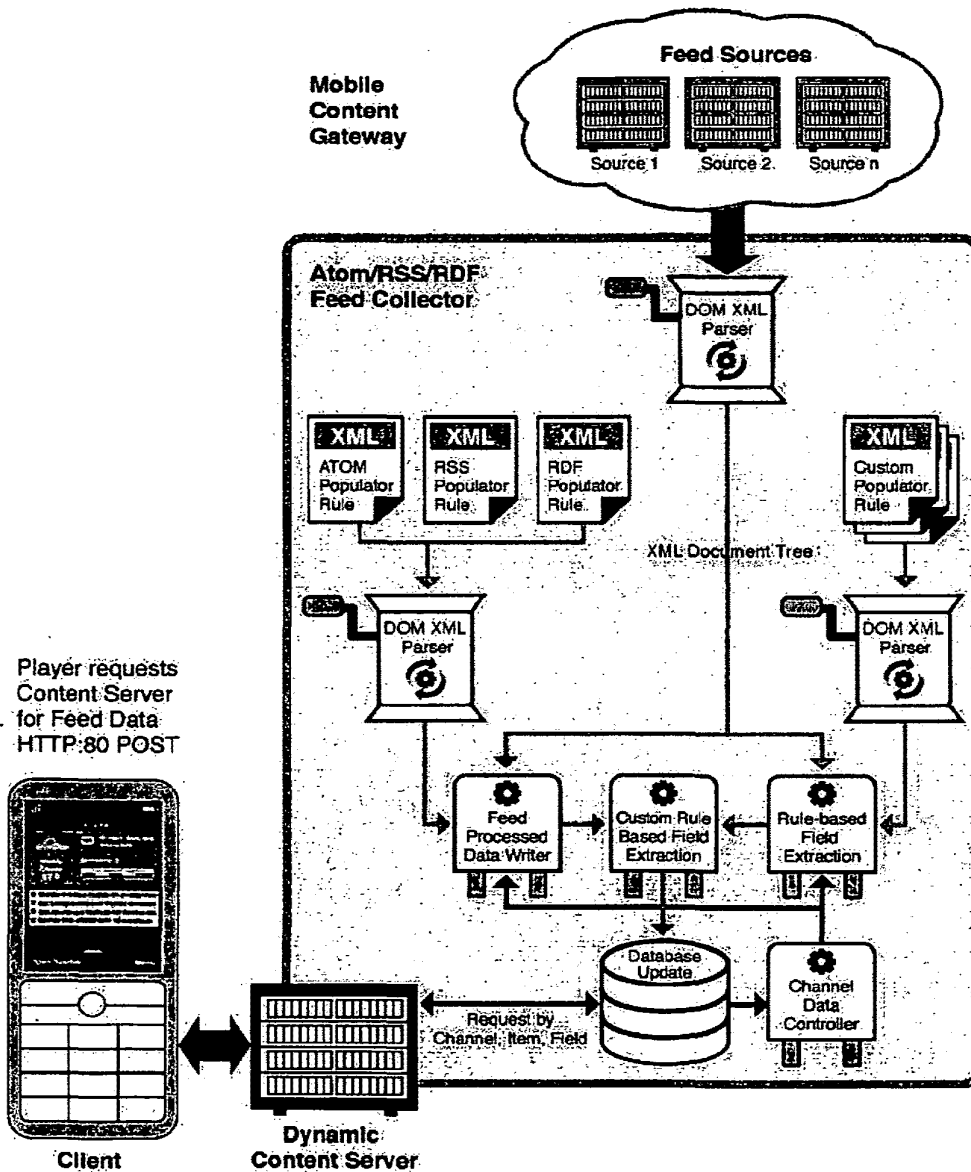 Feed Sources
Mobile
Content
Gateway
Source 1
Source 2
Source n
Atom/RSS/RDF
Feed Collector
DOM XML
Parser
XML
ATOM
Populator
Rule
XML
RSS
Populator
Rule
XML
RDF
Populator
Rule
XML
Custom
Populator
Rule
XML Document Tree
DOM XML
Parser
DOM XML
Parser
Player requests
Content Server
for Feed Data
HTTP:80 POST
Feed
Processed
Data Writer
Custom Rule
Based Field
Extraction
Rule-based
Field
Extraction
Database
Update
Channel
Data
Controller
Request by
Channel, Item, Field
Client
Dynamic
Content Server